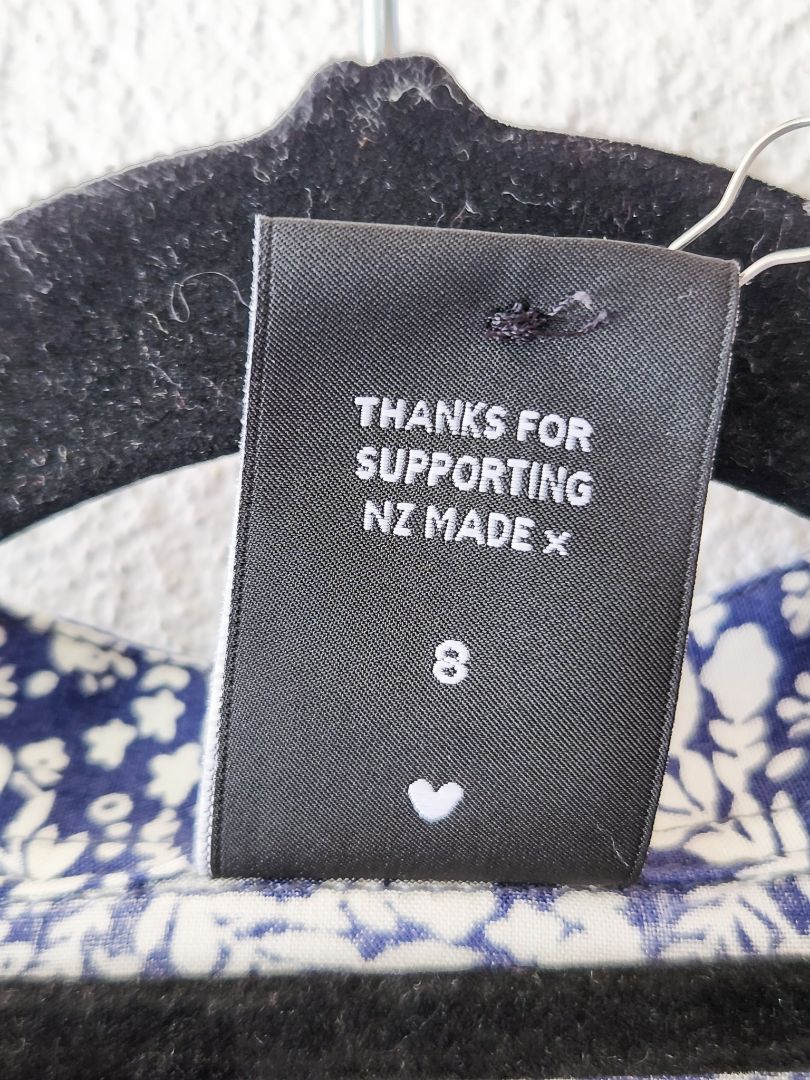 THANKS FOR
SUPPORTING
NZ MADE x
8